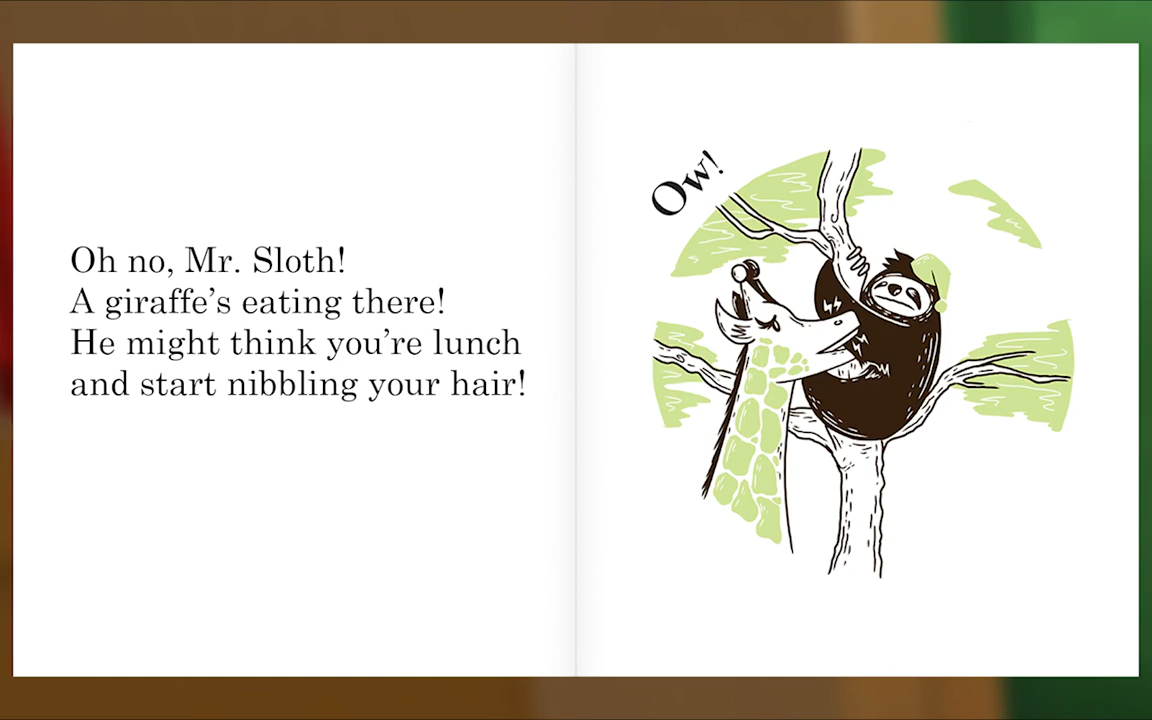 Oh no, Mr. Sloth!
A giraffe’s eating there!
He might think you’re lunch
and start nibbling your hair!
Ow!